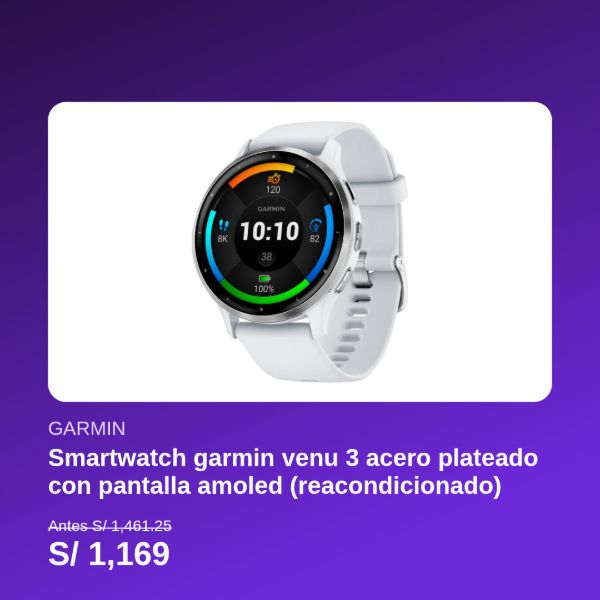 120
GARMIN
8K
10:10
82
38
100%
GARMIN
Smartwatch garmin venu 3 acero plateado
con pantalla amoled (reacondicionado)
Antes S/ 1,461.25
S/ 1,169